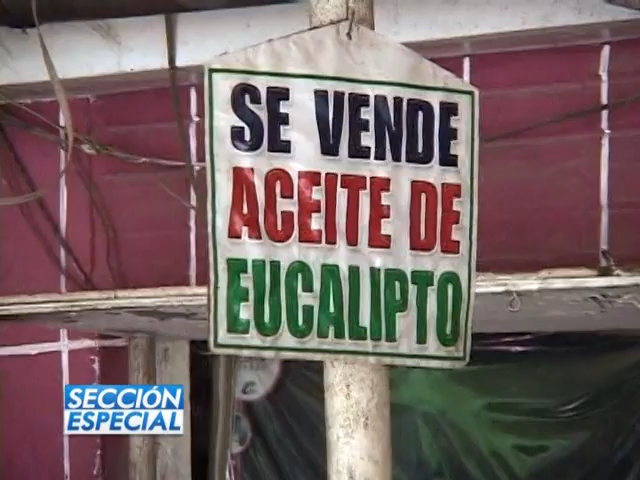 SE VENDE
ACEITE DE
EUCALIPTO
SECCIÓN
ESPECIAL